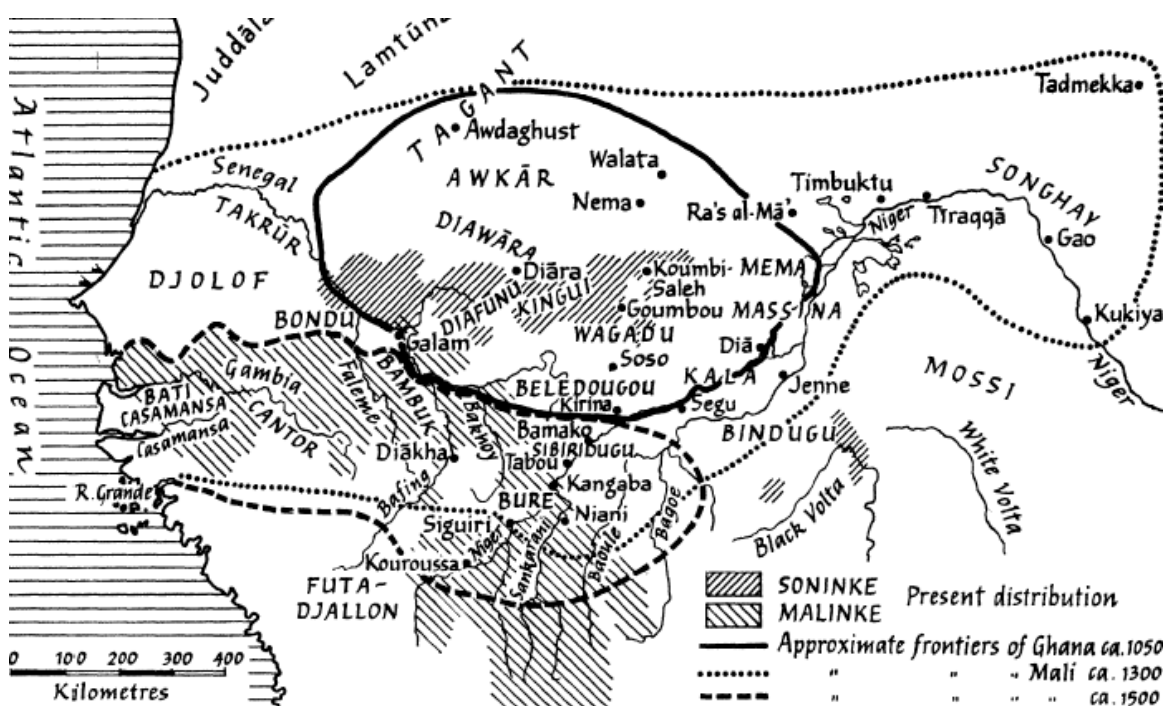 Atlantic Ocean
Juddāla
Lamtūna
TAGANT
Tadmekka
Awdaghust
AWKĀR
Walata
Nema
Ra's al-Mā'
Timbuktu
Niger
Tīraqqā
SONGHAY
Gao
Kukiya
Niger
Senegal
TAKRŪR
DJOLOF
DIAWĀRA
Diāra
KINGUI
DIAFUNU
Koumbi-
Saleh
MEMA
Goumbou
MASSINA
WAGADU
Soso
Diā
BONDU
Galam
BELEDOUGOU
KALA
Jenne
MOSSI
Kirina
Segu
BAMBUK
Gambia
Faleme
BATI
CASAMANSA
CANTOR
Casamansa
Bakhoy
Bamako
SIBIRIBUGU
BINDUGU
Diākha
Tabou
Kangaba
R. Grande
Bafing
BURE
Niani
Siguiri
Niger
Sankarani
Baoule
Bagoe
Black Volta
White Volta
Kouroussa
FUTA-
DJALLON
SONINKE
MALINKE
Present distribution
Approximate frontiers of Ghana ca. 1050
" " " Mali ca. 1300
" " " " ca. 1500
0 100 200 300 400
Kilometres